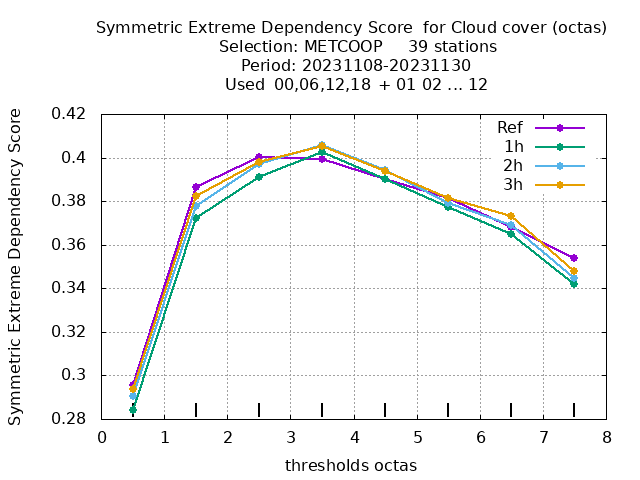 Symmetric Extreme Dependency Score  for Cloud cover (octas)
Selection: METCOOP     39 stations
Period: 20231108-20231130
Used  00,06,12,18  + 01 02 ... 12
Symmetric Extreme Dependency Score
0.42
0.4
0.38
0.36
0.34
0.32
0.3
0.28
Ref
1h
2h
3h
0 1 2 3 4 5 6 7 8
thresholds octas